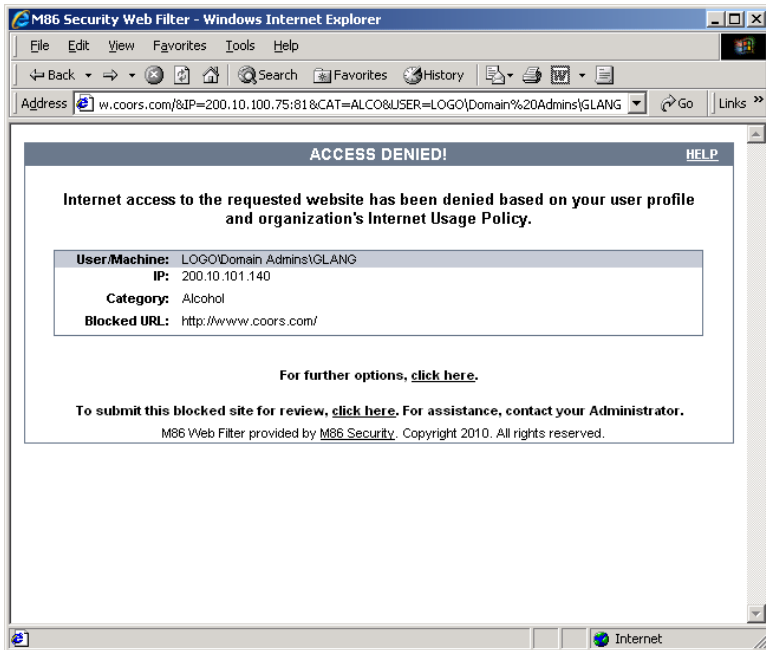 M86 Security Web Filter - Windows Internet Explorer
File Edit View Favorites Tools Help
Back Search Favorites History
Address w.coors.com/&IP=200.10.100.75:81&CAT=ALCO&USER=LOGO\Domain%20Admins\GLANG Go Links »
ACCESS DENIED! HELP
Internet access to the requested website has been denied based on your user profile
and organization's Internet Usage Policy.
User/Machine: LOGO\Domain Admins\GLANG
IP: 200.10.101.140
Category: Alcohol
Blocked URL: http://www.coors.com/
For further options, click here.
To submit this blocked site for review, click here. For assistance, contact your Administrator.
M86 Web Filter provided by M86 Security. Copyright 2010. All rights reserved.
Internet